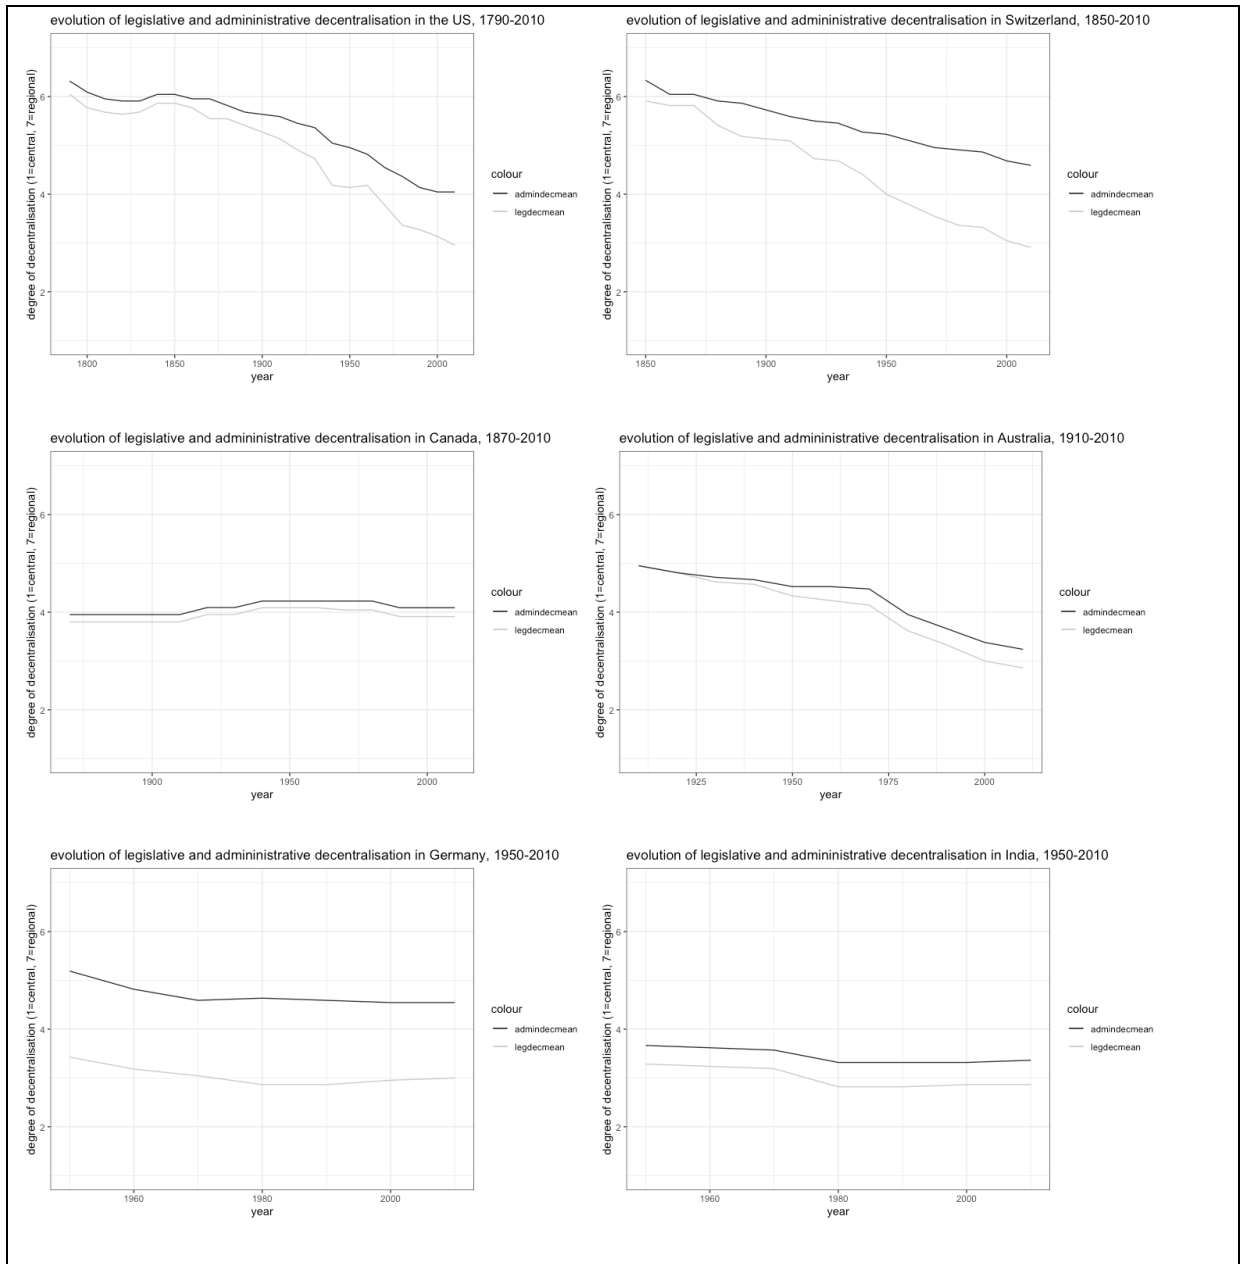 evolution of legislative and admininistrative decentralisation in the US, 1790-2010
degree of decentralisation (1=central, 7=regional)
6
4
2
1800 1850 1900 1950 2000
year
colour
admindecmean
legdecmean
evolution of legislative and admininistrative decentralisation in Switzerland, 1850-2010
degree of decentralisation (1=central, 7=regional)
6
4
2
1850 1900 1950 2000
year
colour
admindecmean
legdecmean
evolution of legislative and admininistrative decentralisation in Canada, 1870-2010
degree of decentralisation (1=central, 7=regional)
6
4
2
1900 1950 2000
year
colour
admindecmean
legdecmean
evolution of legislative and admininistrative decentralisation in Australia, 1910-2010
degree of decentralisation (1=central, 7=regional)
6
4
2
1925 1950 1975 2000
year
colour
admindecmean
legdecmean
evolution of legislative and admininistrative decentralisation in Germany, 1950-2010
degree of decentralisation (1=central, 7=regional)
6
4
2
1960 1980 2000
year
colour
admindecmean
legdecmean
evolution of legislative and admininistrative decentralisation in India, 1950-2010
degree of decentralisation (1=central, 7=regional)
6
4
2
1960 1980 2000
year
colour
admindecmean
legdecmean